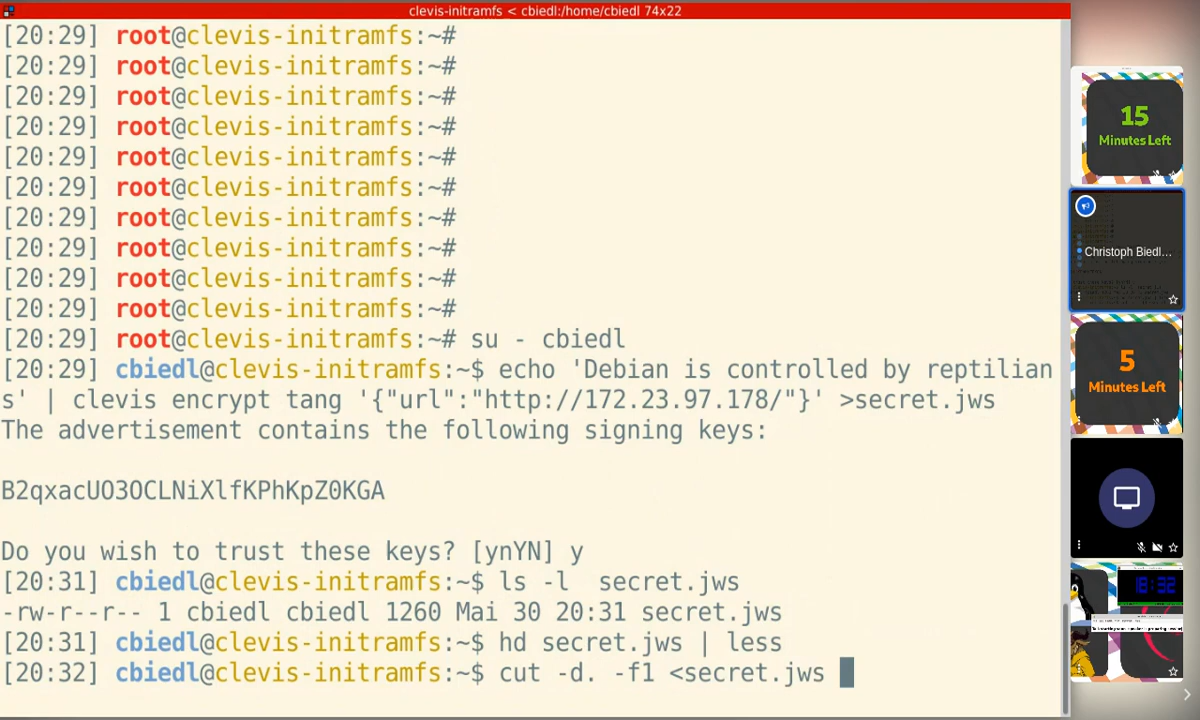 clevis-initramfs < cbiedl:/home/cbiedl 74x22
[20:29] root@clevis-initramfs:~#
[20:29] root@clevis-initramfs:~#
[20:29] root@clevis-initramfs:~#
[20:29] root@clevis-initramfs:~#
[20:29] root@clevis-initramfs:~#
[20:29] root@clevis-initramfs:~#
[20:29] root@clevis-initramfs:~#
[20:29] root@clevis-initramfs:~#
[20:29] root@clevis-initramfs:~#
[20:29] root@clevis-initramfs:~#
[20:29] root@clevis-initramfs:~# su - cbiedl
[20:29] cbiedl@clevis-initramfs:~$ echo 'Debian is controlled by reptilian
s' | clevis encrypt tang '{"url":"http://172.23.97.178/"}' >secret.jws
The advertisement contains the following signing keys:
B2qxacUO3OCLNiXlfKPhKpZ0KGA
Do you wish to trust these keys? [ynYN] y
[20:31] cbiedl@clevis-initramfs:~$ ls -l  secret.jws
-rw-r--r-- 1 cbiedl cbiedl 1260 Mai 30 20:31 secret.jws
[20:31] cbiedl@clevis-initramfs:~$ hd secret.jws | less
[20:32] cbiedl@clevis-initramfs:~$ cut -d. -f1 <secret.jws
15
Minutes Left
Christoph Biedl...
5
Minutes Left
18:32